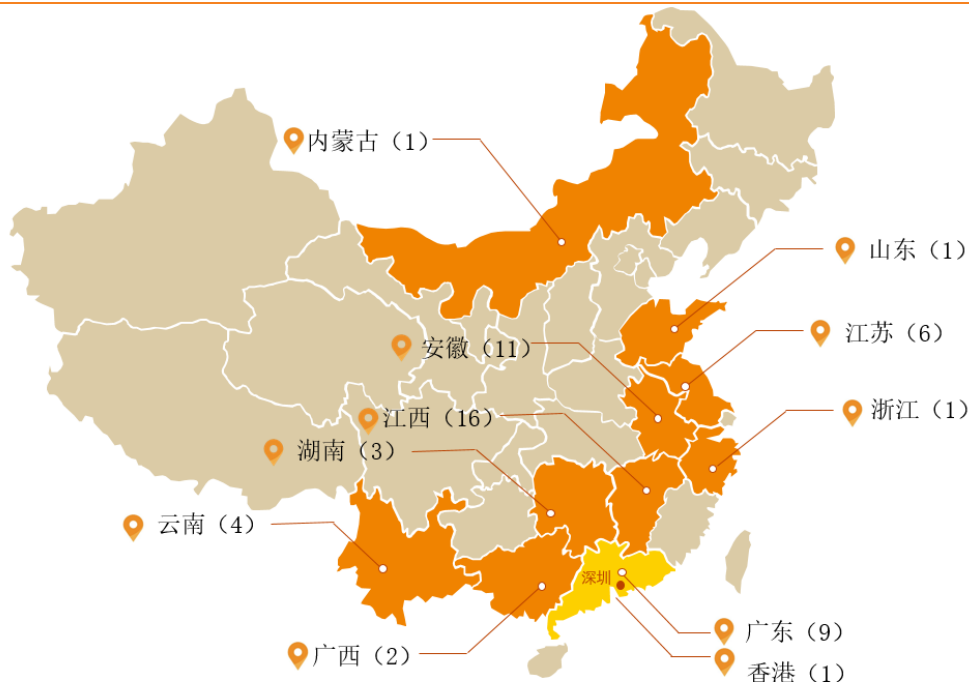 内蒙古（1）
山东（1）
江苏（6）
安徽（11）
浙江（1）
江西（16）
湖南（3）
云南（4）
深圳
广东（9）
广西（2）
香港（1）